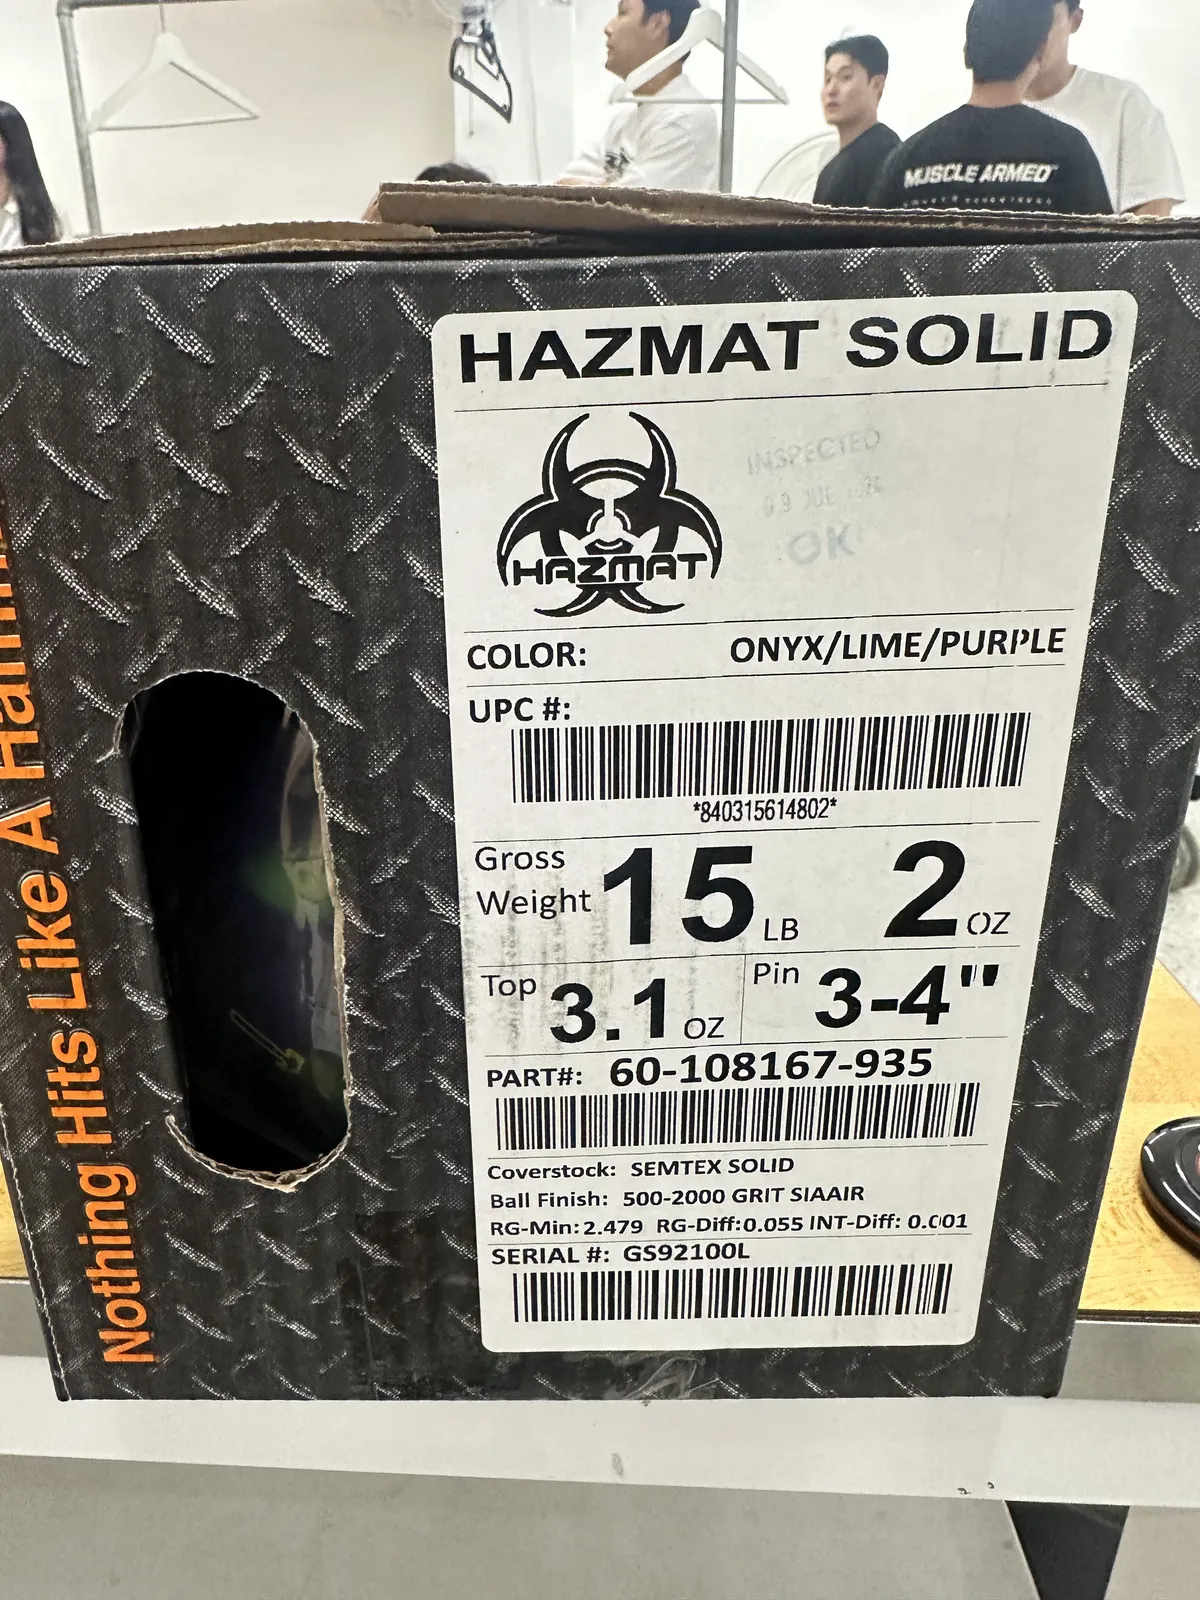 MUSCLE ARMED
HAZMAT SOLID
INSPECTED
OK
HAZMAT
COLOR: ONYX/LIME/PURPLE
UPC #:
*840315614802*
Gross Weight 15 LB 2 OZ
Top 3.1 OZ Pin 3-4"
PART#: 60-108167-935
Coverstock: SEMTEX SOLID
Ball Finish: 500-2000 GRIT SIAAIR
RG-Min: 2.479 RG-Diff: 0.055 INT-Diff: 0.001
SERIAL #: GS92100L
Nothing Hits Like A